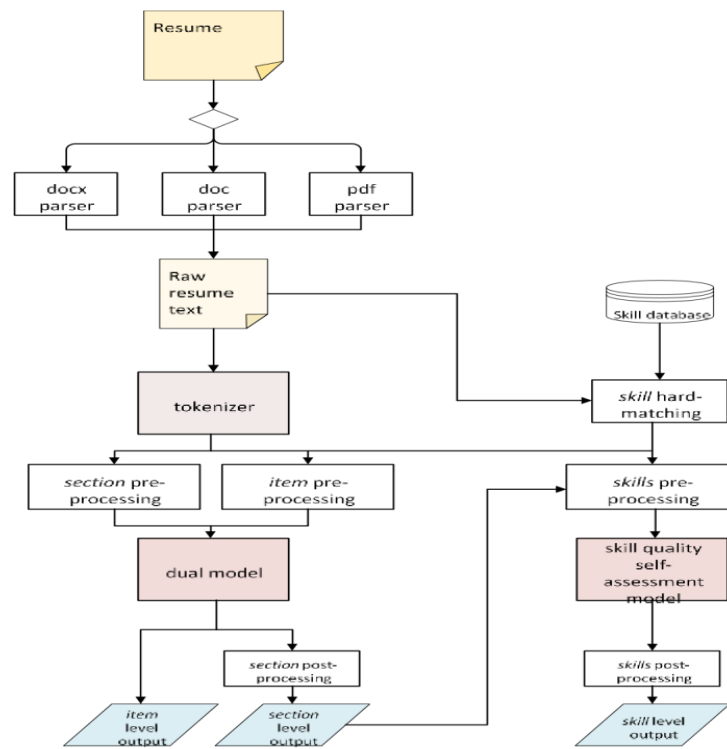 Resume
docx
parser
doc
parser
pdf
parser
Raw
resume
text
Skill database
tokenizer
skill hard-
matching
section pre-
processing
item pre-
processing
skills pre-
processing
dual model
skill quality
self-
assessment
model
section post-
processing
skills post-
processing
item
level
output
section
level
output
skill level
output